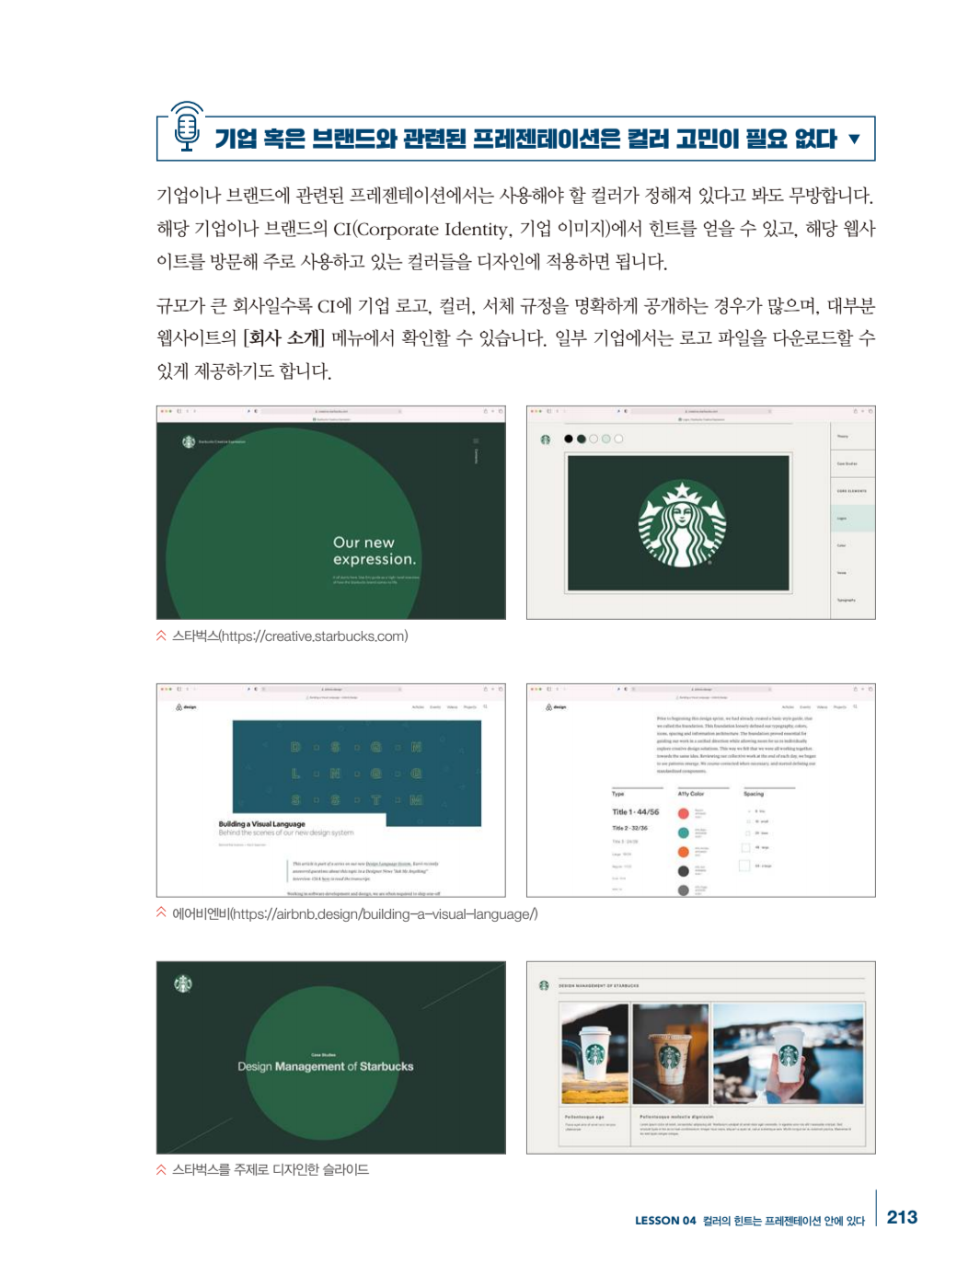 기업 혹은 브랜드와 관련된 프레젠테이션은 컬러 고민이 필요 없다 ▼
기업이나 브랜드에 관련된 프레젠테이션에서는 사용해야 할 컬러가 정해져 있다고 봐도 무방합니다.
해당 기업이나 브랜드의 CI(Corporate Identity, 기업 이미지)에서 힌트를 얻을 수 있고, 해당 웹사
이트를 방문해 주로 사용하고 있는 컬러들을 디자인에 적용하면 됩니다.
규모가 큰 회사일수록 CI에 기업 로고, 컬러, 서체 규정을 명확하게 공개하는 경우가 많으며, 대부분
웹사이트의 [회사 소개] 메뉴에서 확인할 수 있습니다. 일부 기업에서는 로고 파일을 다운로드할 수
있게 제공하기도 합니다.
Our new
expression.
스타벅스(https://creative.starbucks.com)
design
D S G N
L N G G
S S T M
Building a Visual Language
Behind the scenes of our new design system
design
Type
Affy Color
Spacing
Title 1 - 44/56
Title 2 - 32/36
에어비엔비(https://airbnb.design/building-a-visual-language/)
Case Studies
Design Management of Starbucks
DESIGN MANAGEMENT OF STARBUCKS
Pellentesque ege
Pellentesque molestie dignissim
스타벅스를 주제로 디자인한 슬라이드
LESSON 04 컬러의 힌트는 프레젠테이션 안에 있다
213